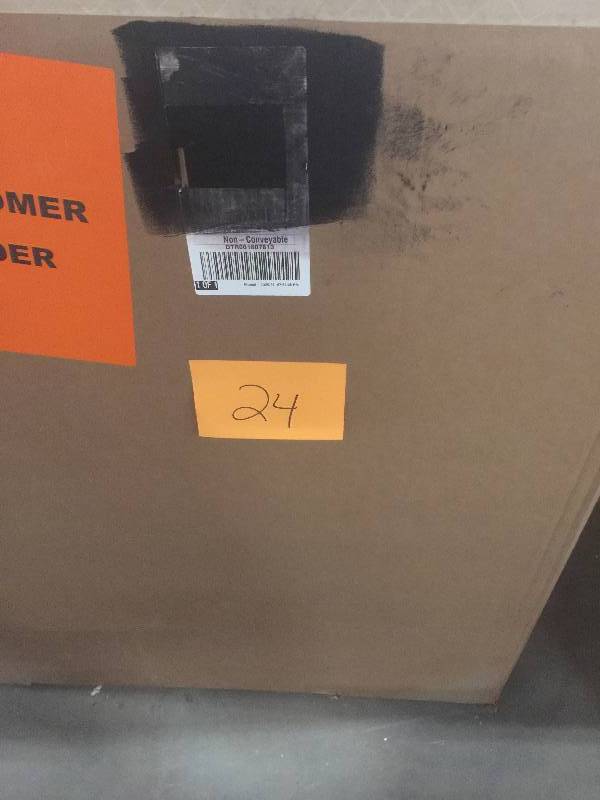 OMER
DER
Non-Conveyable
1 OF 1
24